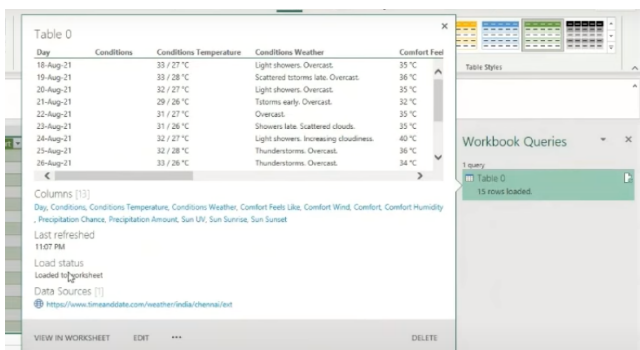 Table 0
Day Conditions Conditions Temperature Conditions Weather Comfort Feel
18-Aug-21 33 / 27 °C Light showers. Overcast. 35 °C
19-Aug-21 33 / 28 °C Scattered tstorms late. Overcast. 36 °C
20-Aug-21 32 / 27 °C Light showers. Overcast. 35 °C
21-Aug-21 29 / 26 °C Tstorms early. Overcast. 32 °C
22-Aug-21 31 / 27 °C Overcast. 35 °C
23-Aug-21 31 / 26 °C Showers late. Scattered clouds. 35 °C
24-Aug-21 32 / 27 °C Light showers. Increasing cloudiness. 40 °C
25-Aug-21 32 / 28 °C Thunderstorms. Overcast. 36 °C
26-Aug-21 33 / 26 °C Thunderstorms. Overcast. 34 °C
Columns [13]
Day, Conditions, Conditions Temperature, Conditions Weather, Comfort Feels Like, Comfort Wind, Comfort, Comfort Humidity
, Precipitation Chance, Precipitation Amount, Sun UV, Sun Sunrise, Sun Sunset
Last refreshed
11:07 PM
Load status
Loaded to worksheet
Data Sources [1]
https://www.timeanddate.com/weather/india/chennai/ext
VIEW IN WORKSHEET EDIT ••• DELETE
Table Styles
Workbook Queries
1 query
Table 0
15 rows loaded.